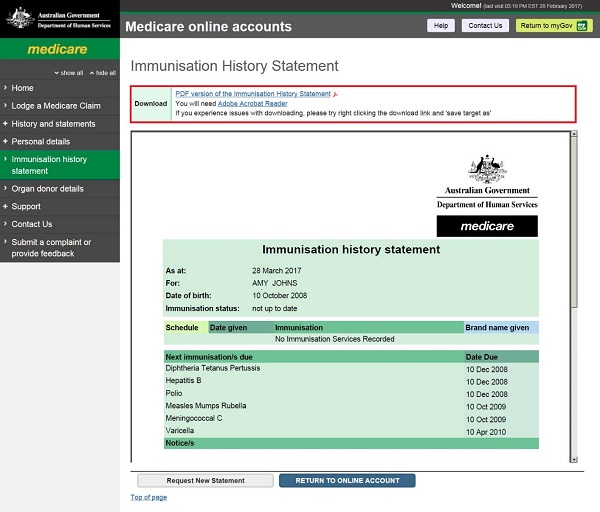 Welcome! (last visit 03:19 PM EST 28 February 2017)
Australian Government
Department of Human Services
medicare
Medicare online accounts
Help
Contact Us
Return to myGov
show all
hide all
Home
Lodge a Medicare Claim
History and statements
Personal details
Immunisation history
statement
Organ donor details
Support
Contact Us
Submit a complaint or
provide feedback
Immunisation History Statement
Download
PDF version of the Immunisation History Statement
You will need Adobe Acrobat Reader
If you experience issues with downloading, please try right clicking the download link and 'save target as'
Australian Government
Department of Human Services
medicare
Immunisation history statement
As at: 28 March 2017
For: AMY JOHNS
Date of birth: 10 October 2008
Immunisation status: not up to date
Schedule Date given Immunisation Brand name given
No Immunisation Services Recorded
Next immunisation/s due Date Due
Diphtheria Tetanus Pertussis 10 Dec 2008
Hepatitis B 10 Dec 2008
Polio 10 Dec 2008
Measles Mumps Rubella 10 Oct 2009
Meningococcal C 10 Oct 2009
Varicella 10 Apr 2010
Notice/s
Request New Statement
RETURN TO ONLINE ACCOUNT
Top of page